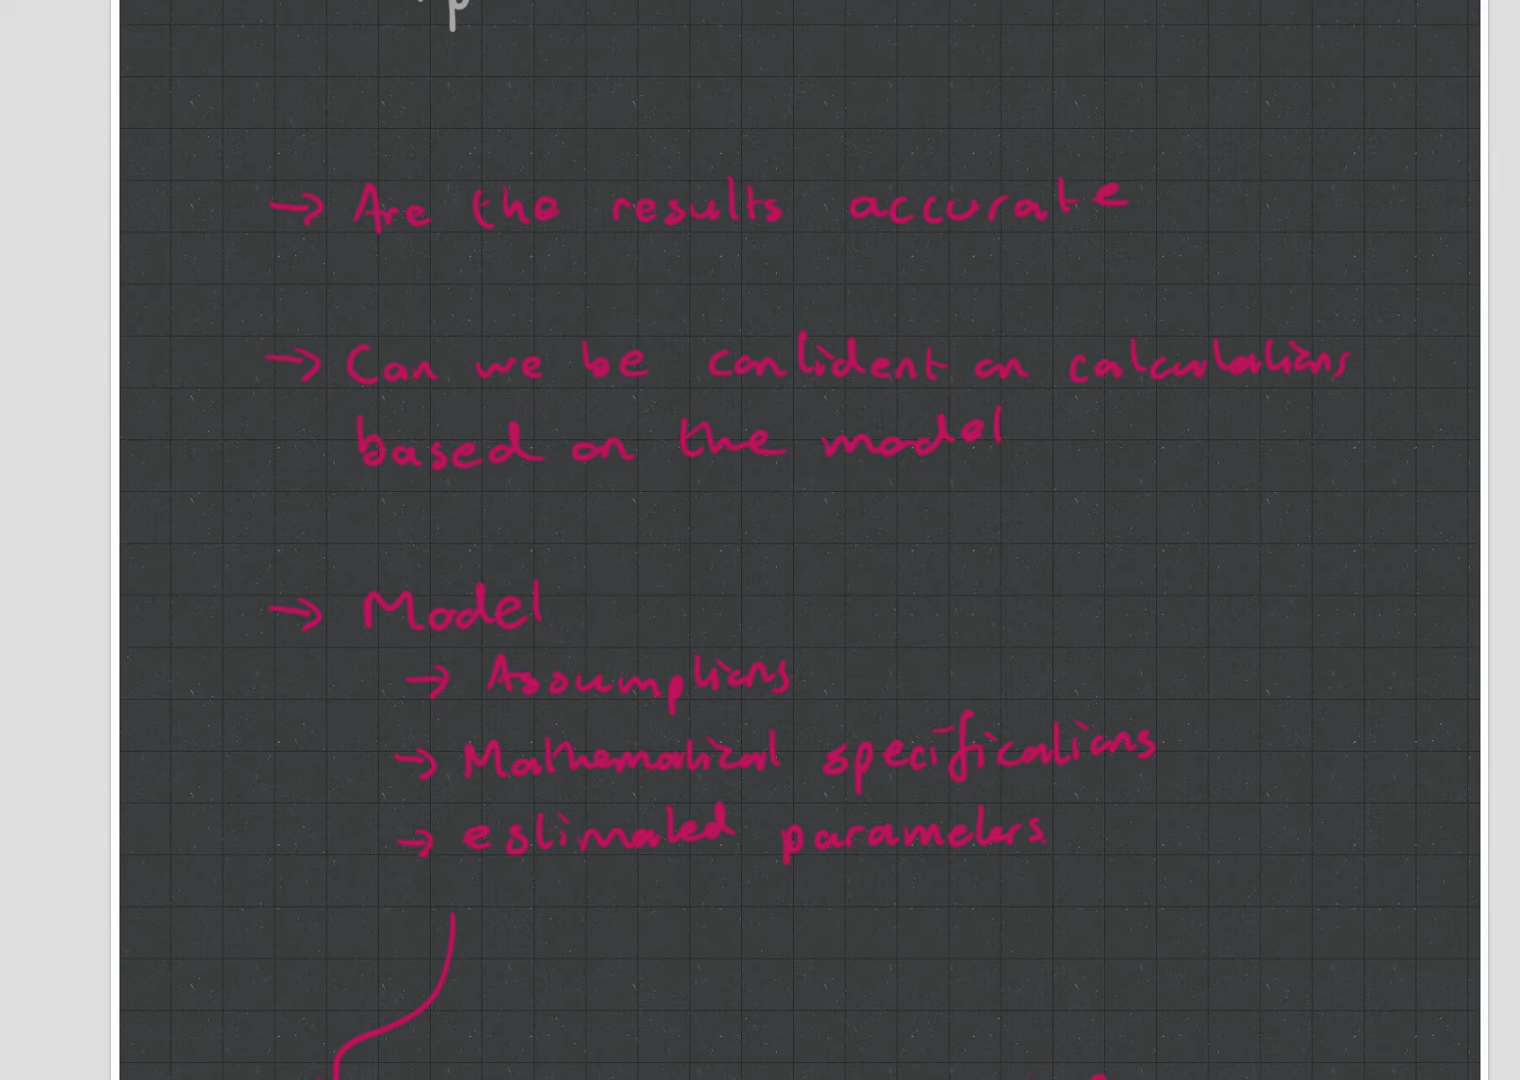 p
→ Are the results accurate
→ Can we be confident on calculations
based on the model
→ Model
→ Assumptions
→ Mathematical specifications
→ estimated parameters